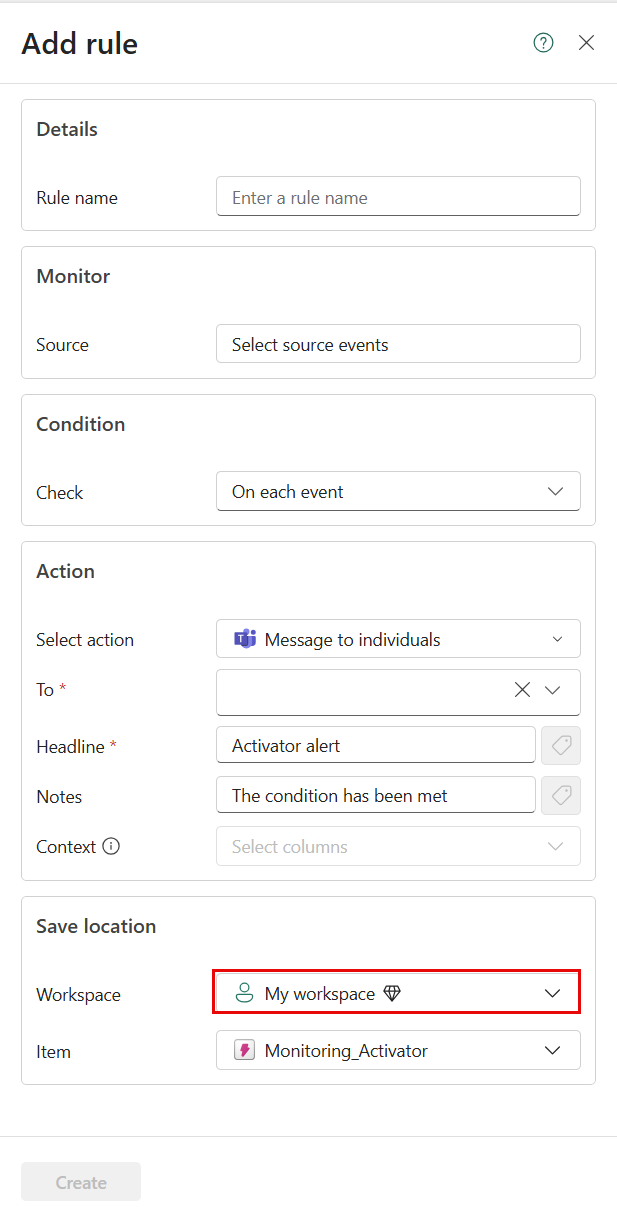 Add rule
Details
Rule name Enter a rule name
Monitor
Source Select source events
Condition
Check On each event
Action
Select action Message to individuals
To *
Headline * Activator alert
Notes The condition has been met
Context Select columns
Save location
Workspace My workspace
Item Monitoring_Activator
Create